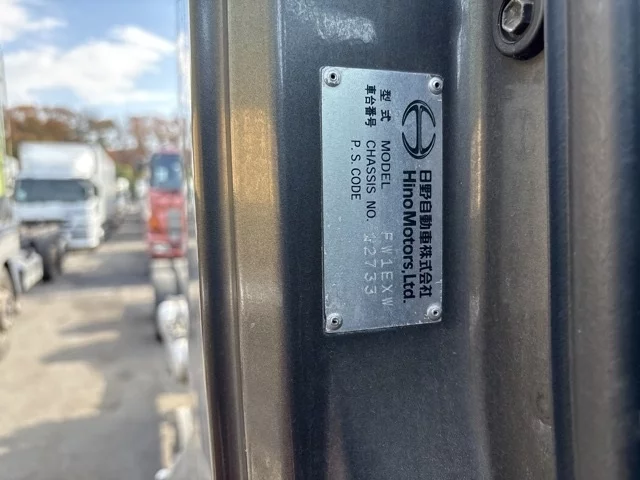 日野自動車株式会社
HinoMotors,Ltd.
型式 MODEL FW1EXW
車台番号 CHASSIS NO. 12733
P.S.CODE